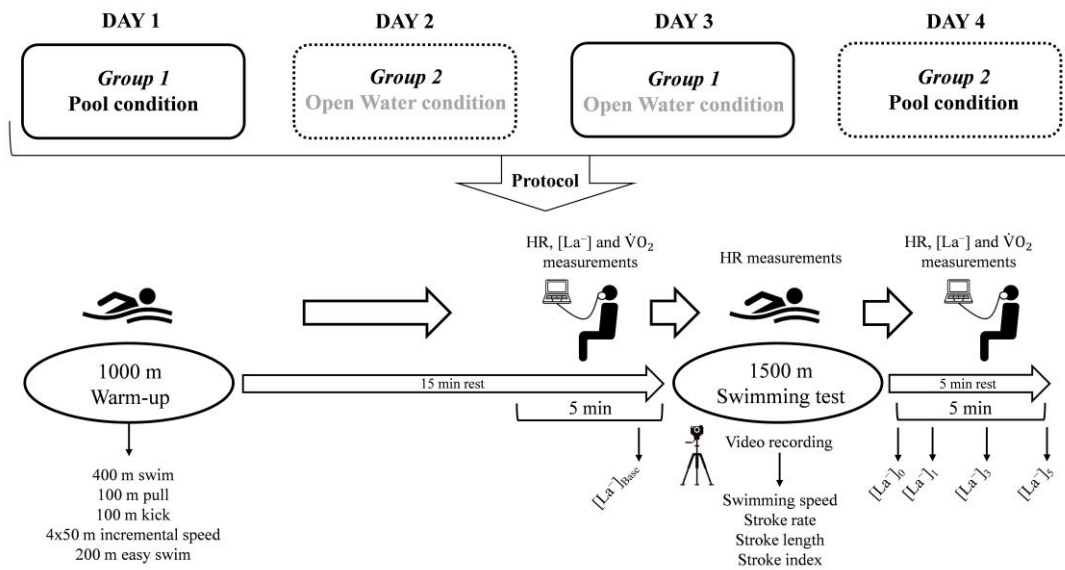 DAY 1
DAY 2
DAY 3
DAY 4
Group 1
Pool condition
Group 2
Open Water condition
Group 1
Open Water condition
Group 2
Pool condition
Protocol
HR, [La⁻] and V̇O₂
measurements
HR measurements
HR, [La⁻] and V̇O₂
measurements
1000 m
Warm-up
15 min rest
1500 m
Swimming test
5 min rest
5 min
5 min
[La⁻]Base
Video recording
[La⁻]₀
[La⁻]₁
[La⁻]₃
[La⁻]₅
400 m swim
100 m pull
100 m kick
4x50 m incremental speed
200 m easy swim
Swimming speed
Stroke rate
Stroke length
Stroke index